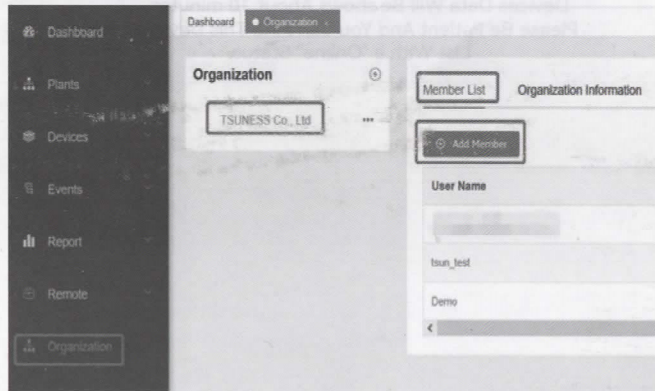 Dashboard
Plants
Devices
Events
Report
Remote
Organization
Dashboard
Organization
Organization
TSUNESS Co., Ltd
Member List
Organization Information
Add Member
User Name
tsun_test
Demo